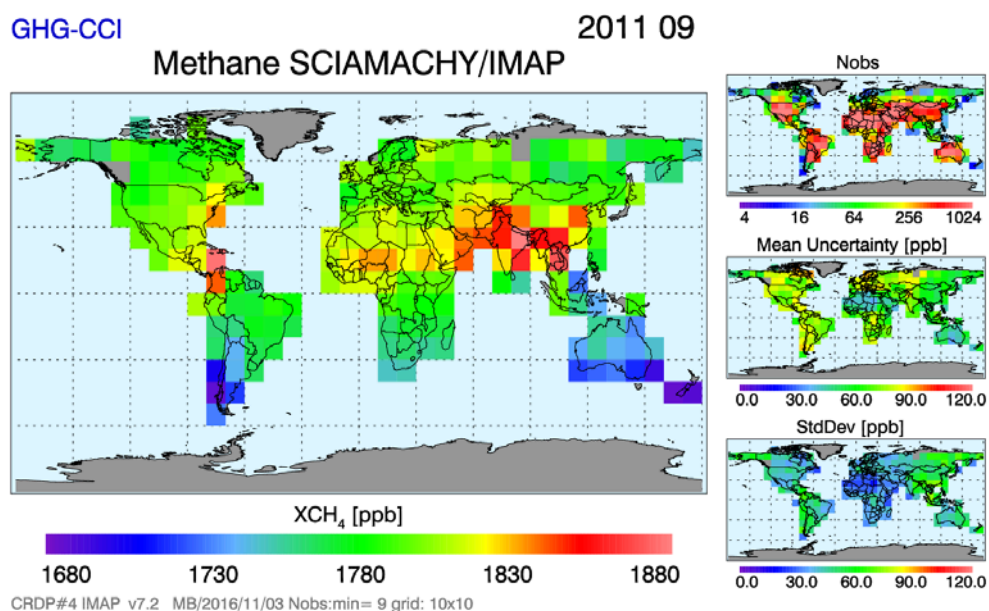 GHG-CCI
2011 09
Methane SCIAMACHY/IMAP
XCH₄ [ppb]
1680 1730 1780 1830 1880
CRDP#4 IMAP v7.2 MB/2016/11/03 Nobs:min= 9 grid: 10x10
Nobs
4 16 64 256 1024
Mean Uncertainty [ppb]
0.0 30.0 60.0 90.0 120.0
StdDev [ppb]
0.0 30.0 60.0 90.0 120.0